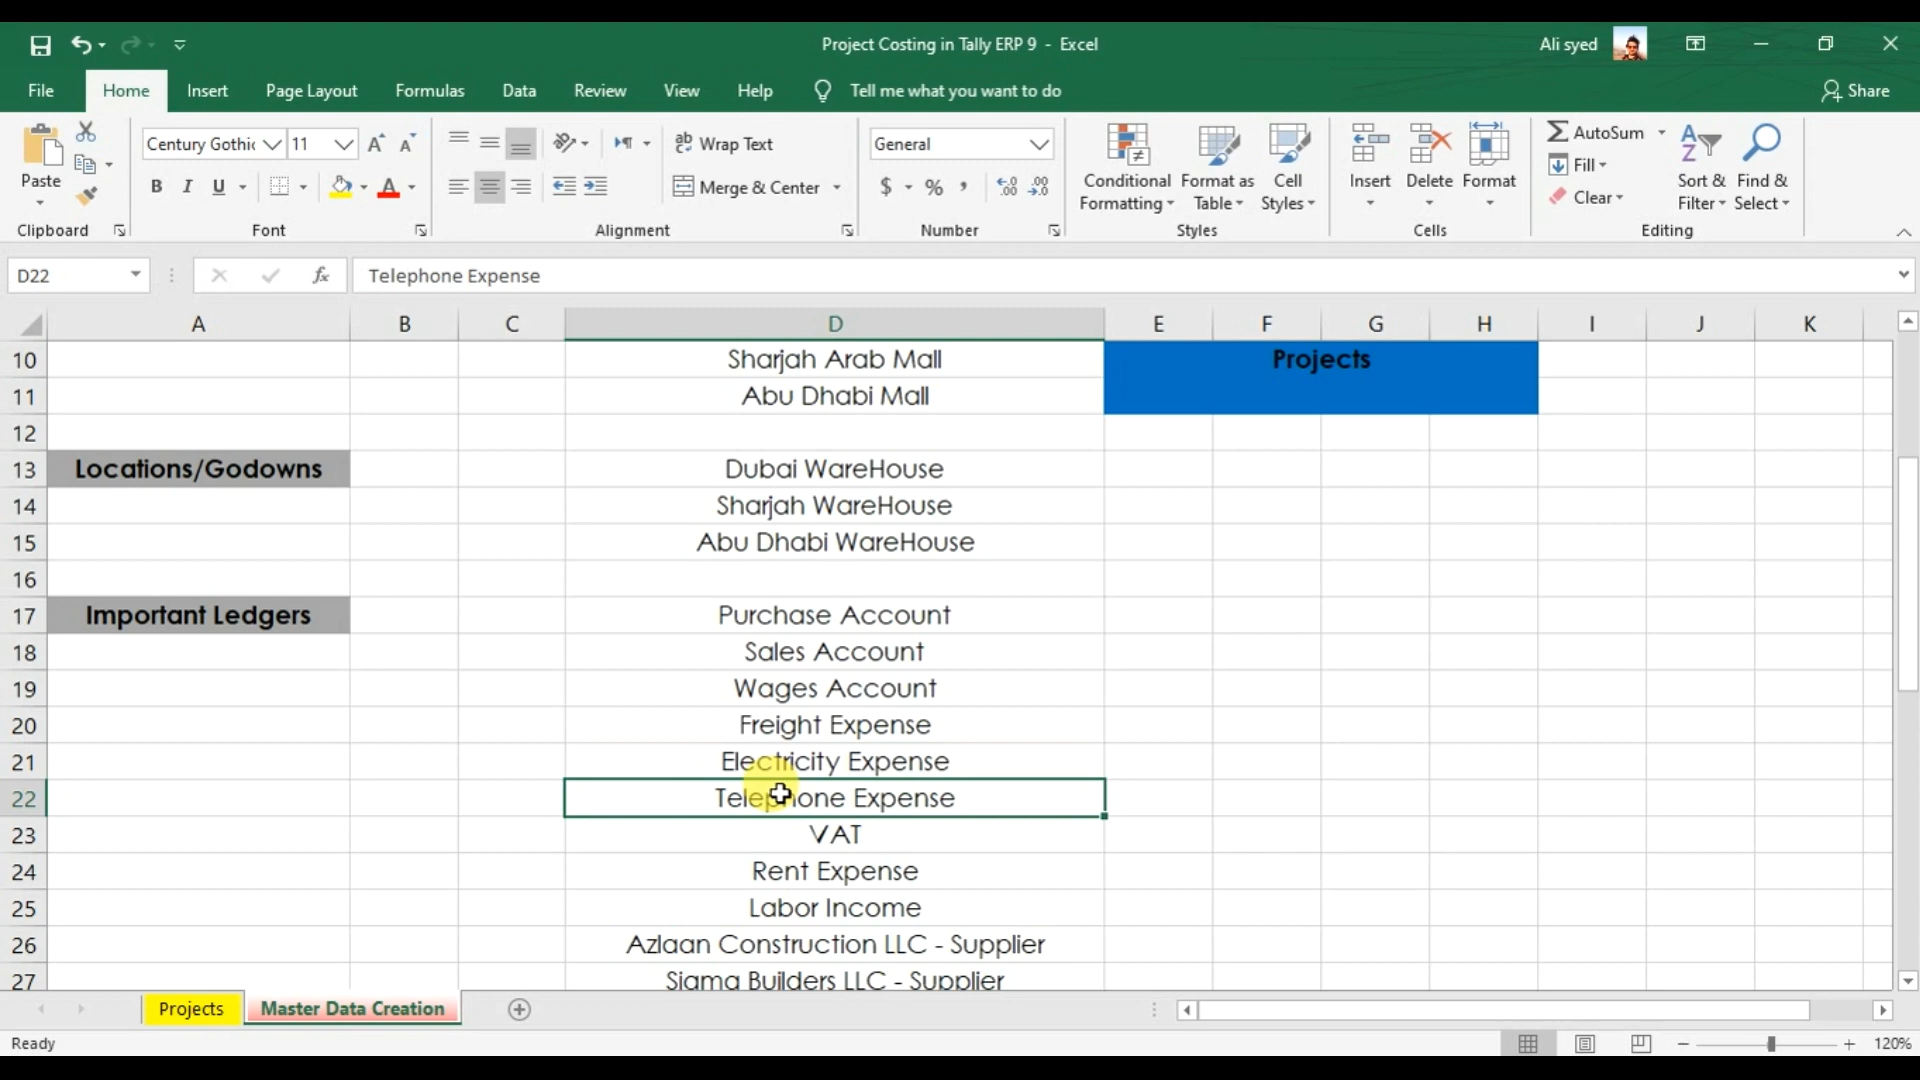 Project Costing in Tally ERP 9 - Excel
Ali syed
File Home Insert Page Layout Formulas Data Review View Help Tell me what you want to do Share
Paste
Clipboard
Century Gothic 11
B I U
Font
Wrap Text
Merge & Center
Alignment
General
$ % ,
Number
Conditional Formatting
Format as Table
Cell Styles
Styles
Insert Delete Format
Cells
AutoSum
Fill
Clear
Sort & Filter
Find & Select
Editing
D22 fx Telephone Expense
A B C D E F G H I J K
10 Sharjah Arab Mall Projects
11 Abu Dhabi Mall
12
13 Locations/Godowns Dubai WareHouse
14 Sharjah WareHouse
15 Abu Dhabi WareHouse
16
17 Important Ledgers Purchase Account
18 Sales Account
19 Wages Account
20 Freight Expense
21 Electricity Expense
22 Telephone Expense
23 VAT
24 Rent Expense
25 Labor Income
26 Azlaan Construction LLC - Supplier
27 Sigma Builders LLC - Supplier
Projects Master Data Creation
Ready 120%